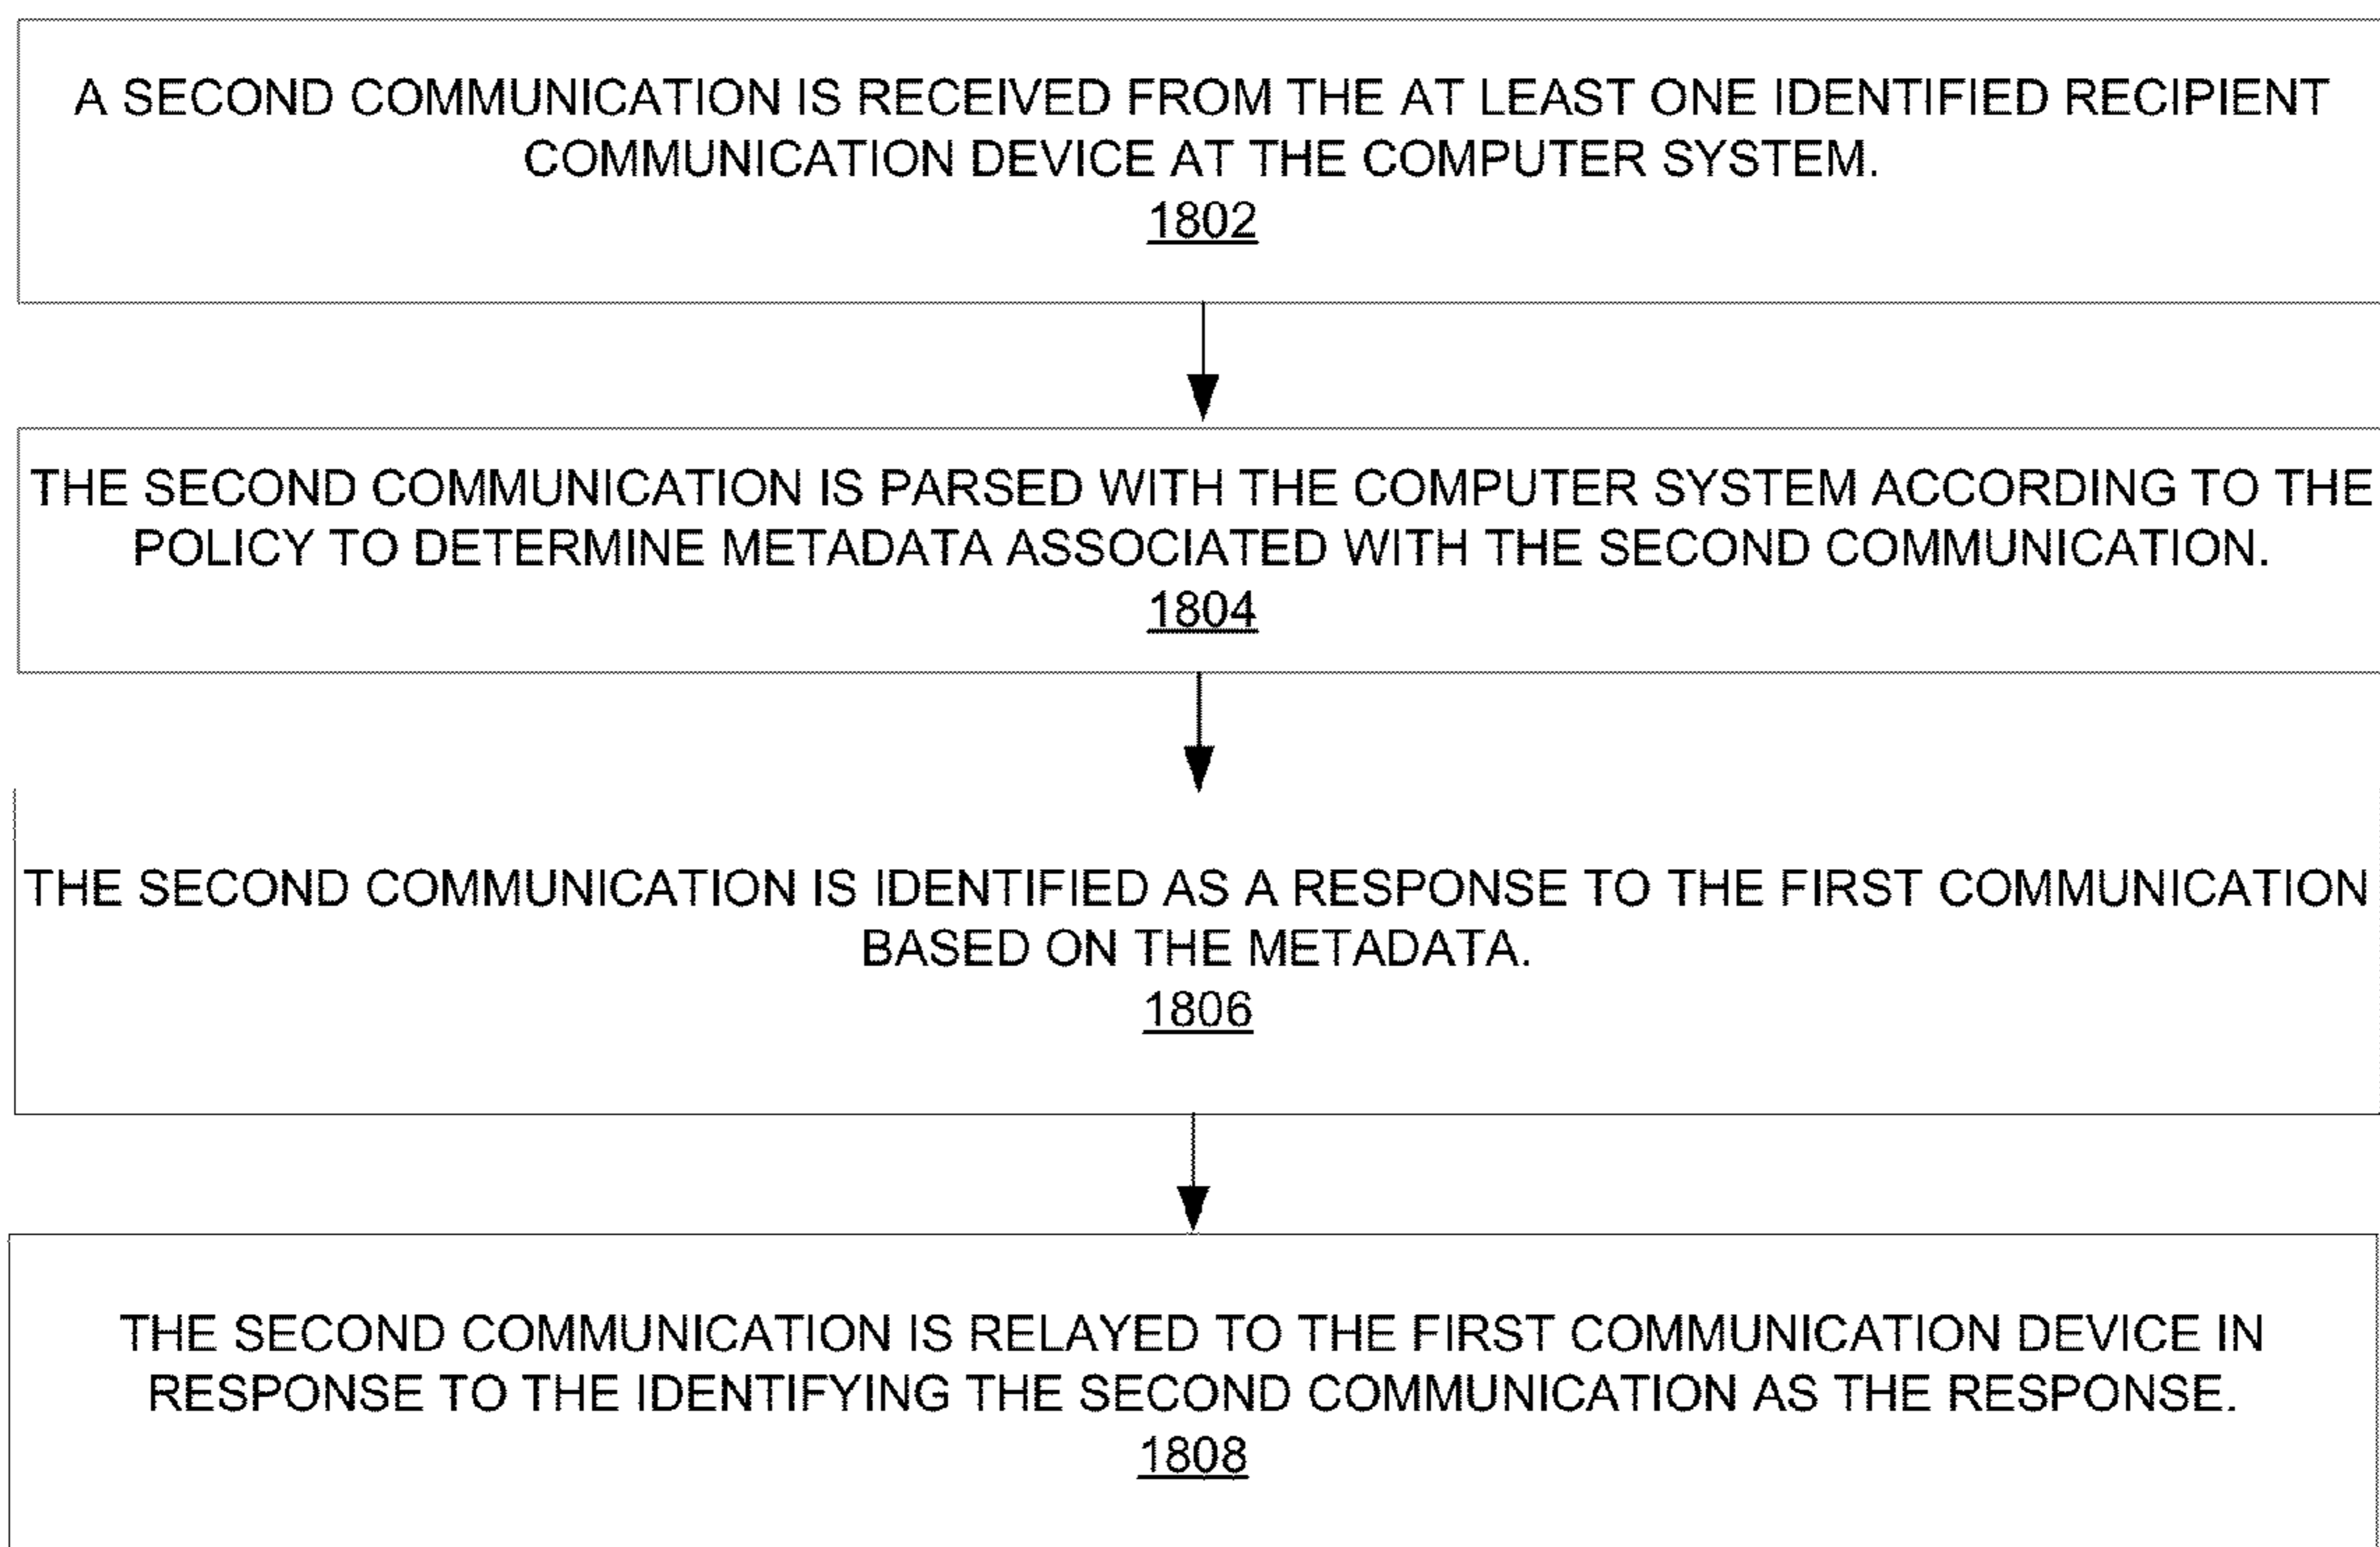 A SECOND COMMUNICATION IS RECEIVED FROM THE AT LEAST ONE IDENTIFIED RECIPIENT
COMMUNICATION DEVICE AT THE COMPUTER SYSTEM.
1802
THE SECOND COMMUNICATION IS PARSED WITH THE COMPUTER SYSTEM ACCORDING TO THE
POLICY TO DETERMINE METADATA ASSOCIATED WITH THE SECOND COMMUNICATION.
1804
THE SECOND COMMUNICATION IS IDENTIFIED AS A RESPONSE TO THE FIRST COMMUNICATION
BASED ON THE METADATA.
1806
THE SECOND COMMUNICATION IS RELAYED TO THE FIRST COMMUNICATION DEVICE IN
RESPONSE TO THE IDENTIFYING THE SECOND COMMUNICATION AS THE RESPONSE.
1808